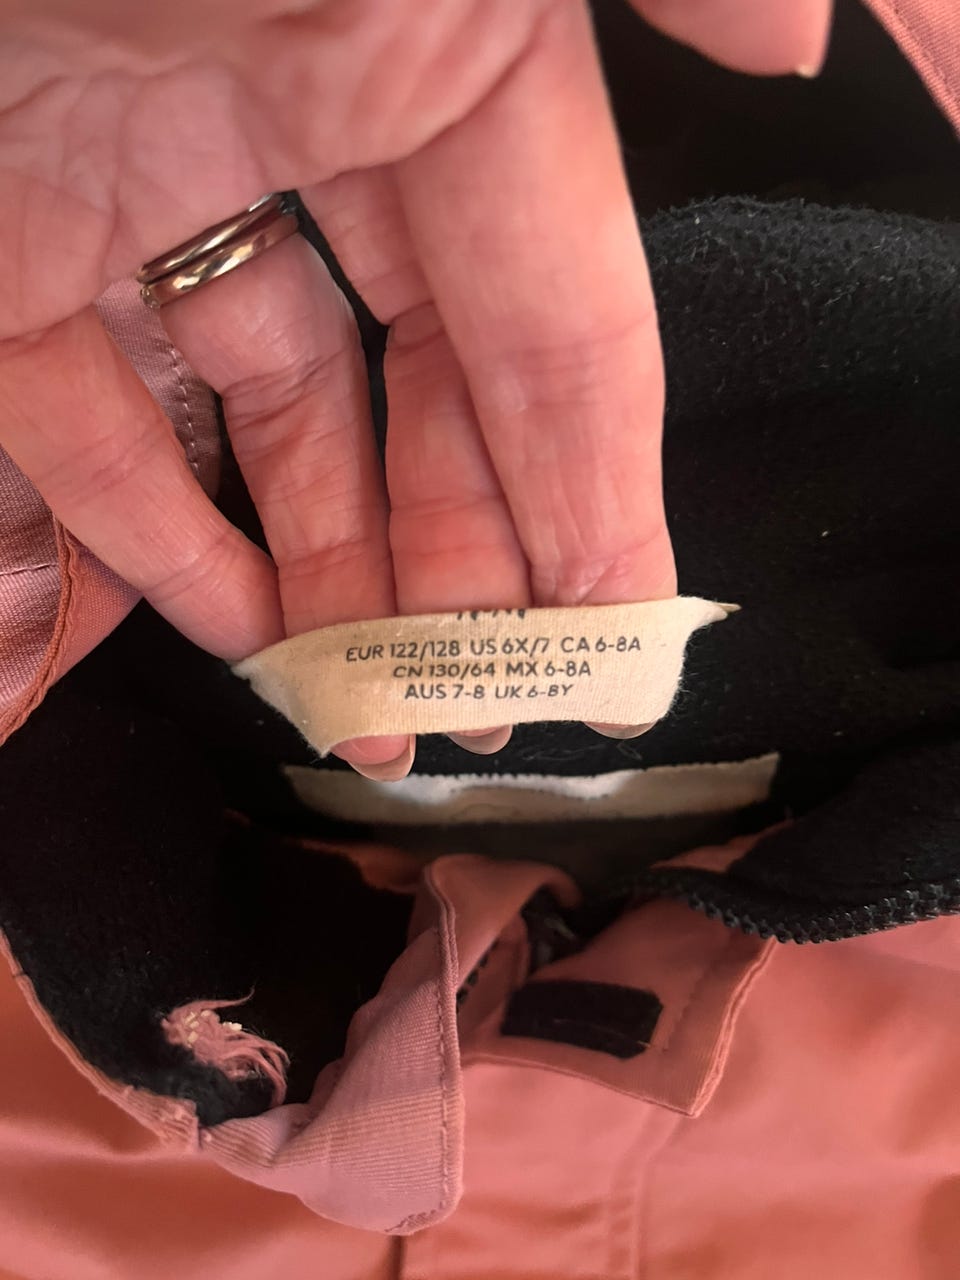 EUR 122/128 US 6X/7 CA 6-8A
CN 130/64 MX 6-8A
AUS 7-8 UK 6-8Y